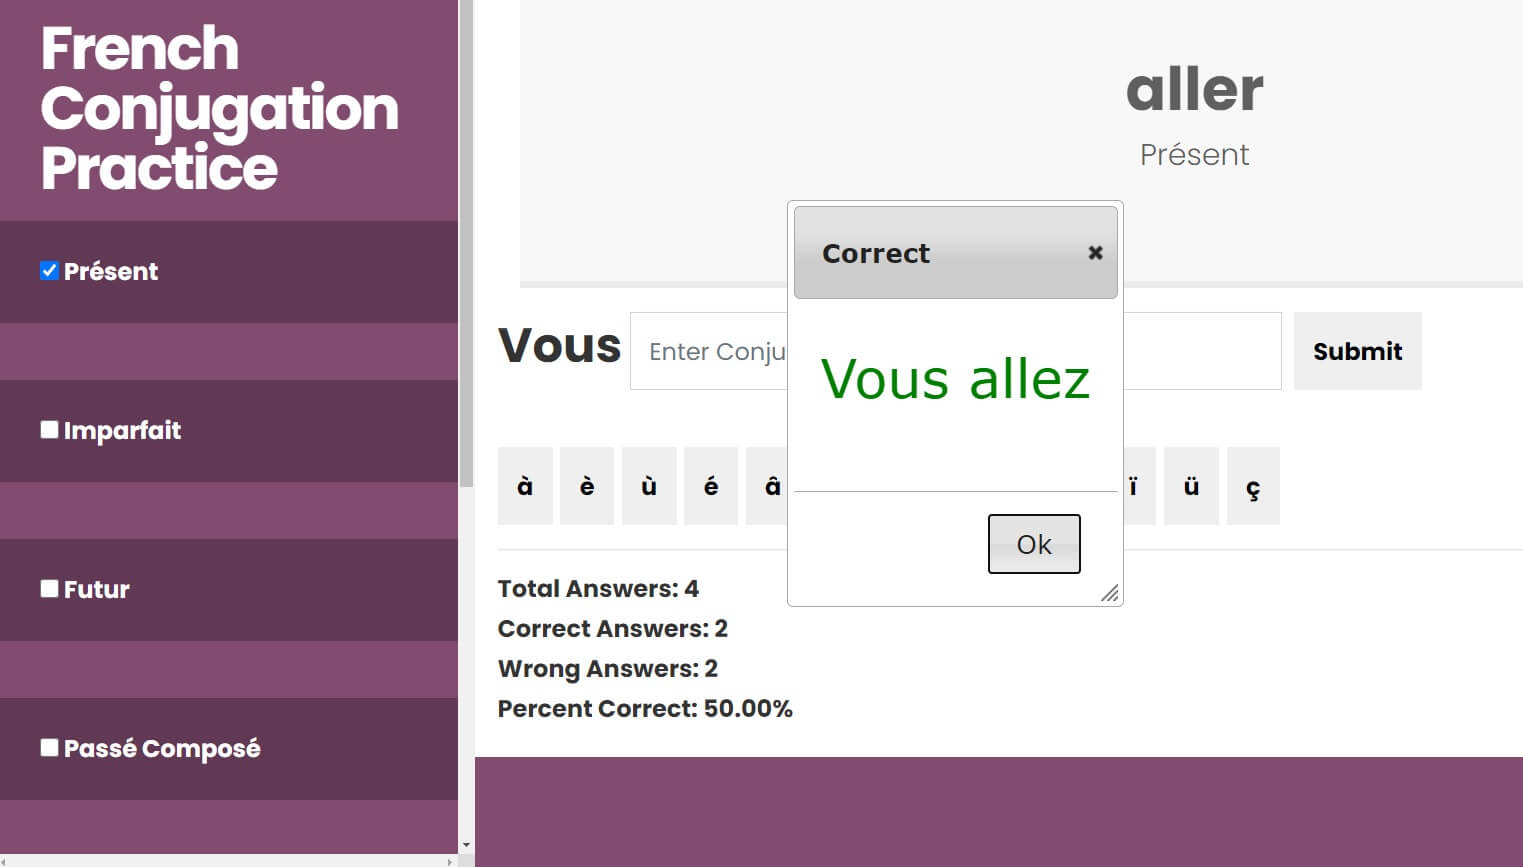 French
Conjugation
Practice
Présent
Imparfait
Futur
Passé Composé
aller
Présent
Vous
Enter Conju
Submit
à è ù é â ï ü ç
Correct
Vous allez
Ok
Total Answers: 4
Correct Answers: 2
Wrong Answers: 2
Percent Correct: 50.00%